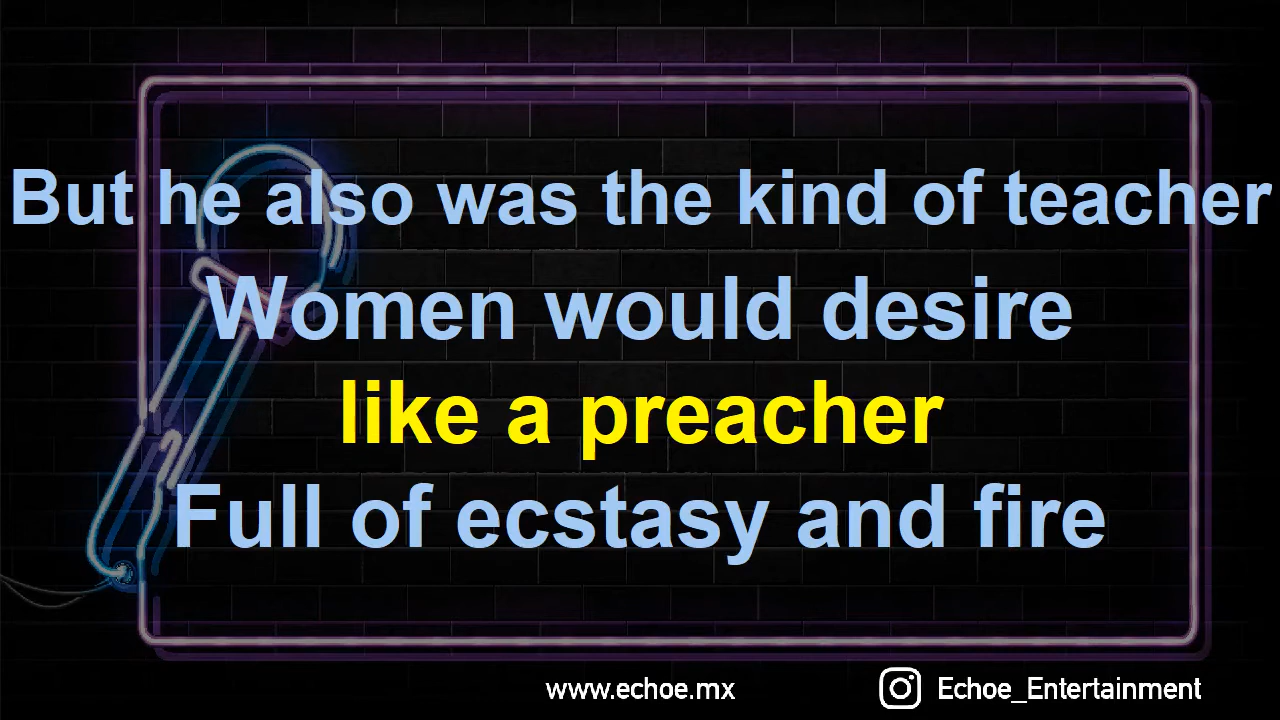 But he also was the kind of teacher
Women would desire
like a preacher
Full of ecstasy and fire
www.echoe.mx
Echoe_Entertainment